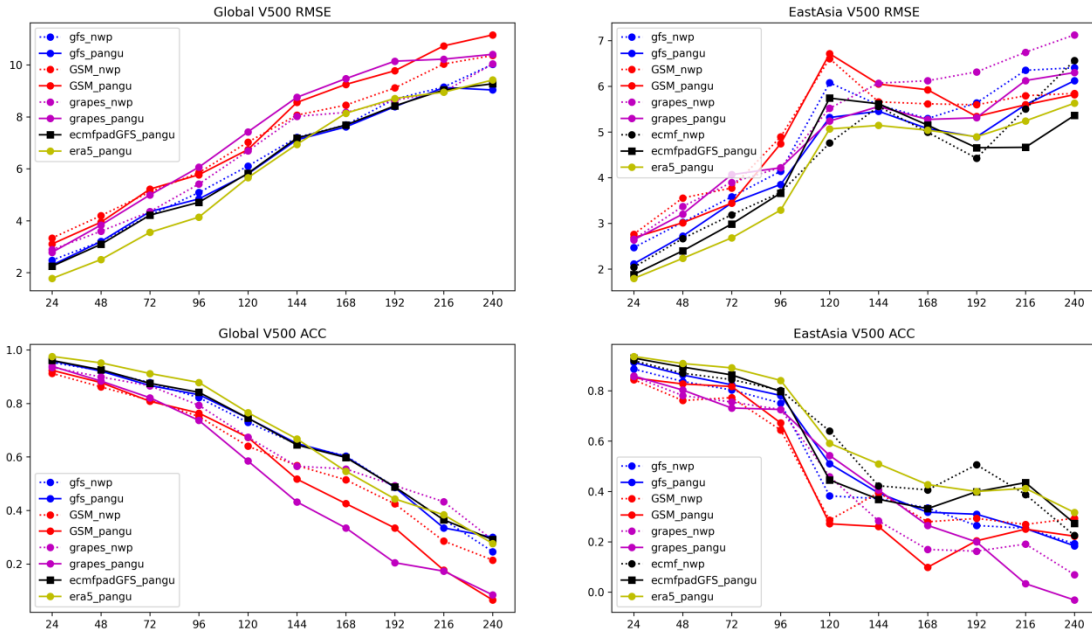 Global V500 RMSE
gfs_nwp
gfs_pangu
GSM_nwp
GSM_pangu
grapes_nwp
grapes_pangu
ecmfpadGFS_pangu
era5_pangu
10
8
6
4
2
24 48 72 96 120 144 168 192 216 240
EastAsia V500 RMSE
gfs_nwp
gfs_pangu
GSM_nwp
GSM_pangu
grapes_nwp
grapes_pangu
ecmf_nwp
ecmfpadGFS_pangu
era5_pangu
7
6
5
4
3
2
24 48 72 96 120 144 168 192 216 240
Global V500 ACC
1.0
0.8
0.6
0.4
0.2
gfs_nwp
gfs_pangu
GSM_nwp
GSM_pangu
grapes_nwp
grapes_pangu
ecmfpadGFS_pangu
era5_pangu
24 48 72 96 120 144 168 192 216 240
EastAsia V500 ACC
0.8
0.6
0.4
0.2
0.0
gfs_nwp
gfs_pangu
GSM_nwp
GSM_pangu
grapes_nwp
grapes_pangu
ecmf_nwp
ecmfpadGFS_pangu
era5_pangu
24 48 72 96 120 144 168 192 216 240